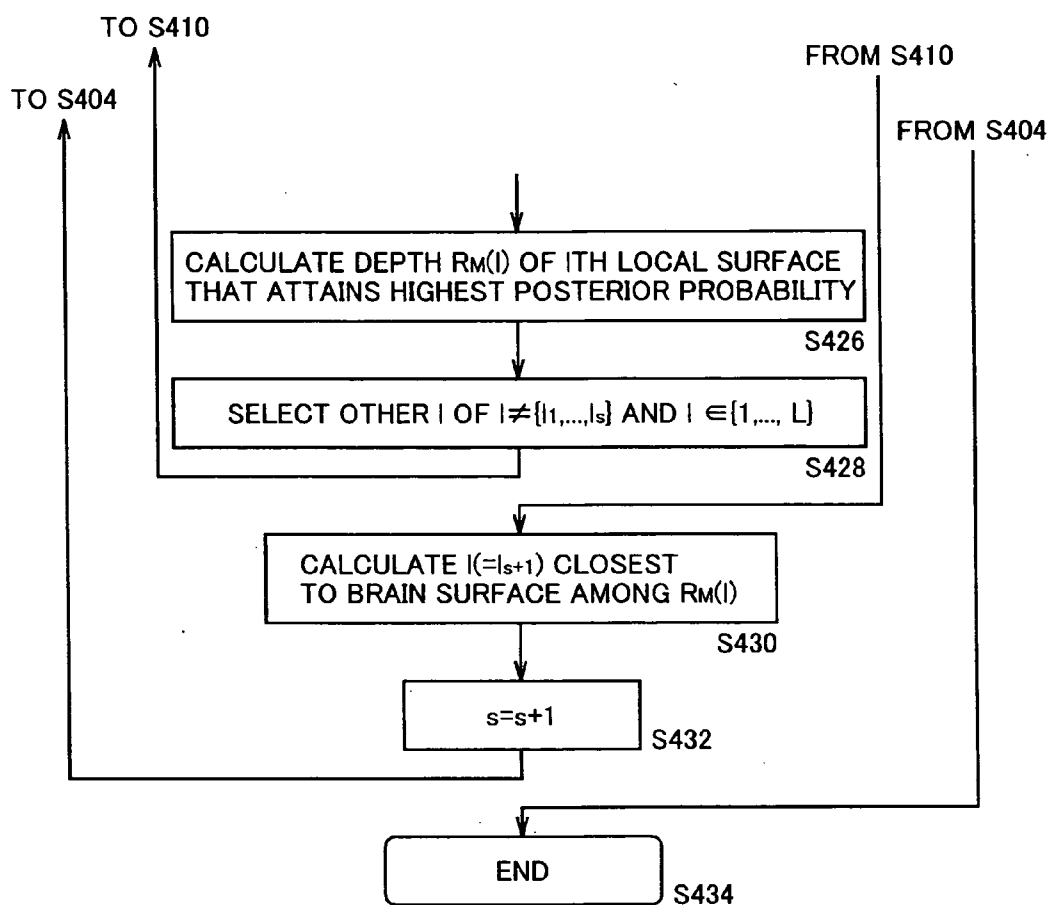 TO S410
FROM S410
TO S404
FROM S404
CALCULATE DEPTH RM(l) OF lTH LOCAL SURFACE
THAT ATTAINS HIGHEST POSTERIOR PROBABILITY
S426
SELECT OTHER l OF l≠{l1,...,ls} AND l ∈{1,..., L}
S428
CALCULATE l(=ls+1) CLOSEST
TO BRAIN SURFACE AMONG RM(l)
S430
s=s+1
S432
END
S434